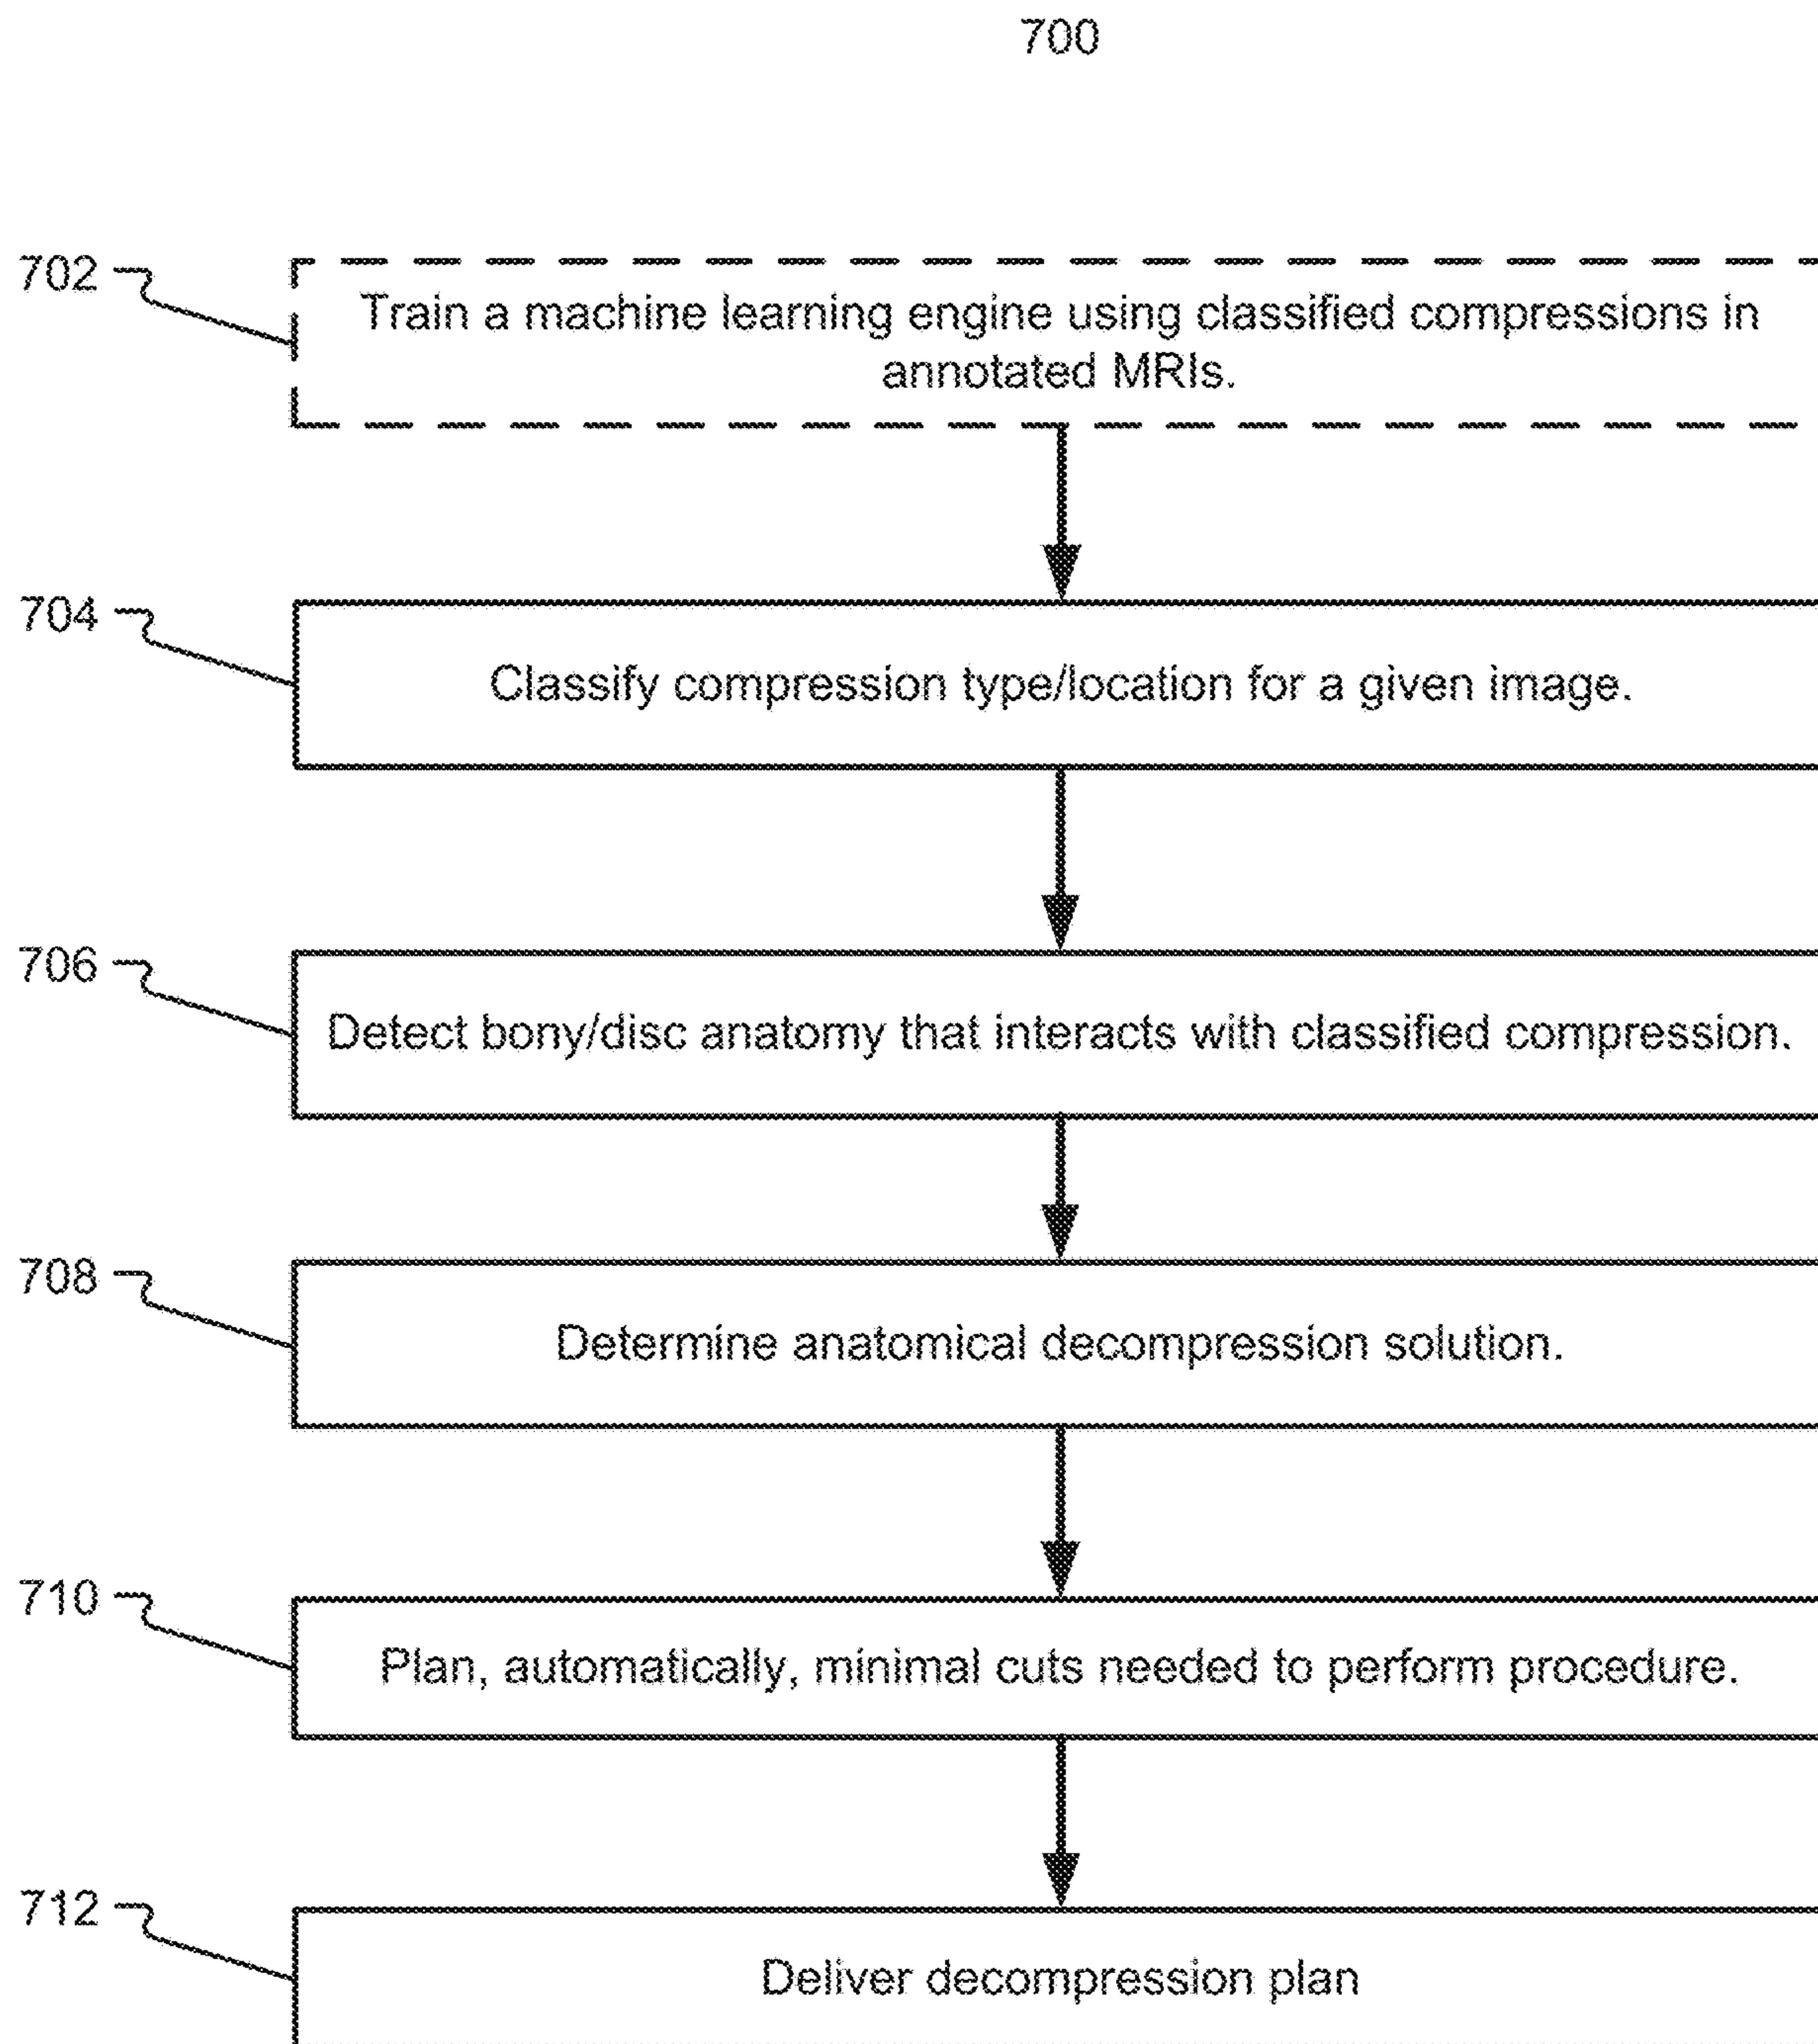 700
702
Train a machine learning engine using classified compressions in
annotated MRIs.
704
Classify compression type/location for a given image.
706
Detect bony/disc anatomy that interacts with classified compression.
708
Determine anatomical decompression solution.
710
Plan, automatically, minimal cuts needed to perform procedure.
712
Deliver decompression plan